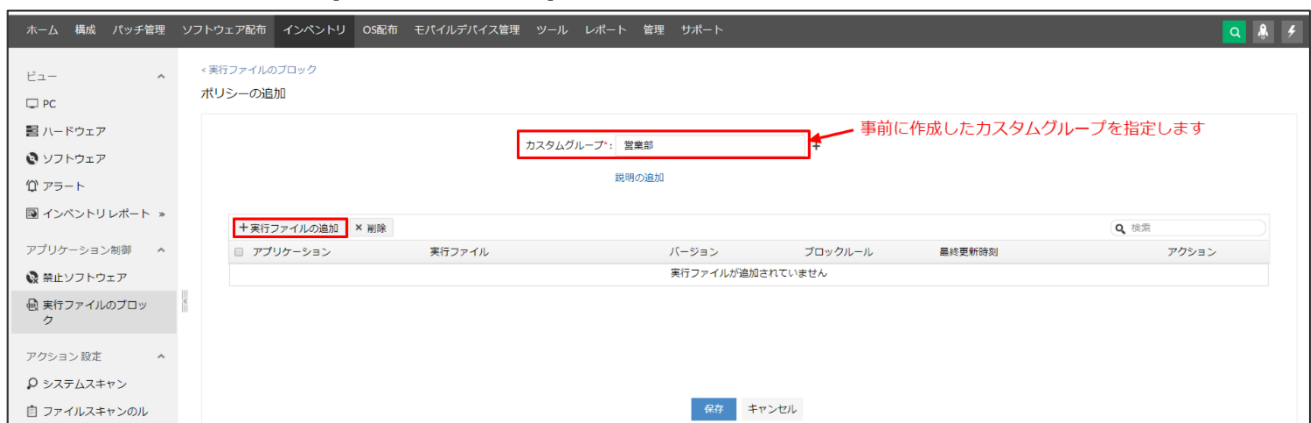 ホーム 構成 パッチ管理 ソフトウェア配布 インベントリ OS配布 モバイルデバイス管理 ツール レポート 管理 サポート
ビュー
PC
ハードウェア
ソフトウェア
アラート
インベントリレポート »
アプリケーション制御
禁止ソフトウェア
実行ファイルのブロッ
ク
アクション設定
システムスキャン
ファイルスキャンのル
<実行ファイルのブロック
ポリシーの追加
カスタムグループ*: 営業部 +
事前に作成したカスタムグループを指定します
説明の追加
+実行ファイルの追加 × 削除 検索
アプリケーション 実行ファイル バージョン ブロックルール 最終更新時刻 アクション
実行ファイルが追加されていません
保存 キャンセル